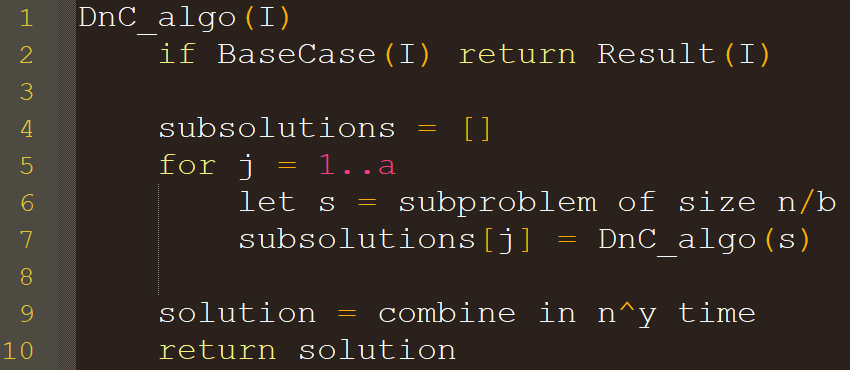 1 DnC_algo(I)
2 if BaseCase(I) return Result(I)
3
4 subsolutions = []
5 for j = 1..a
6 let s = subproblem of size n/b
7 subsolutions[j] = DnC_algo(s)
8
9 solution = combine in n^y time
10 return solution